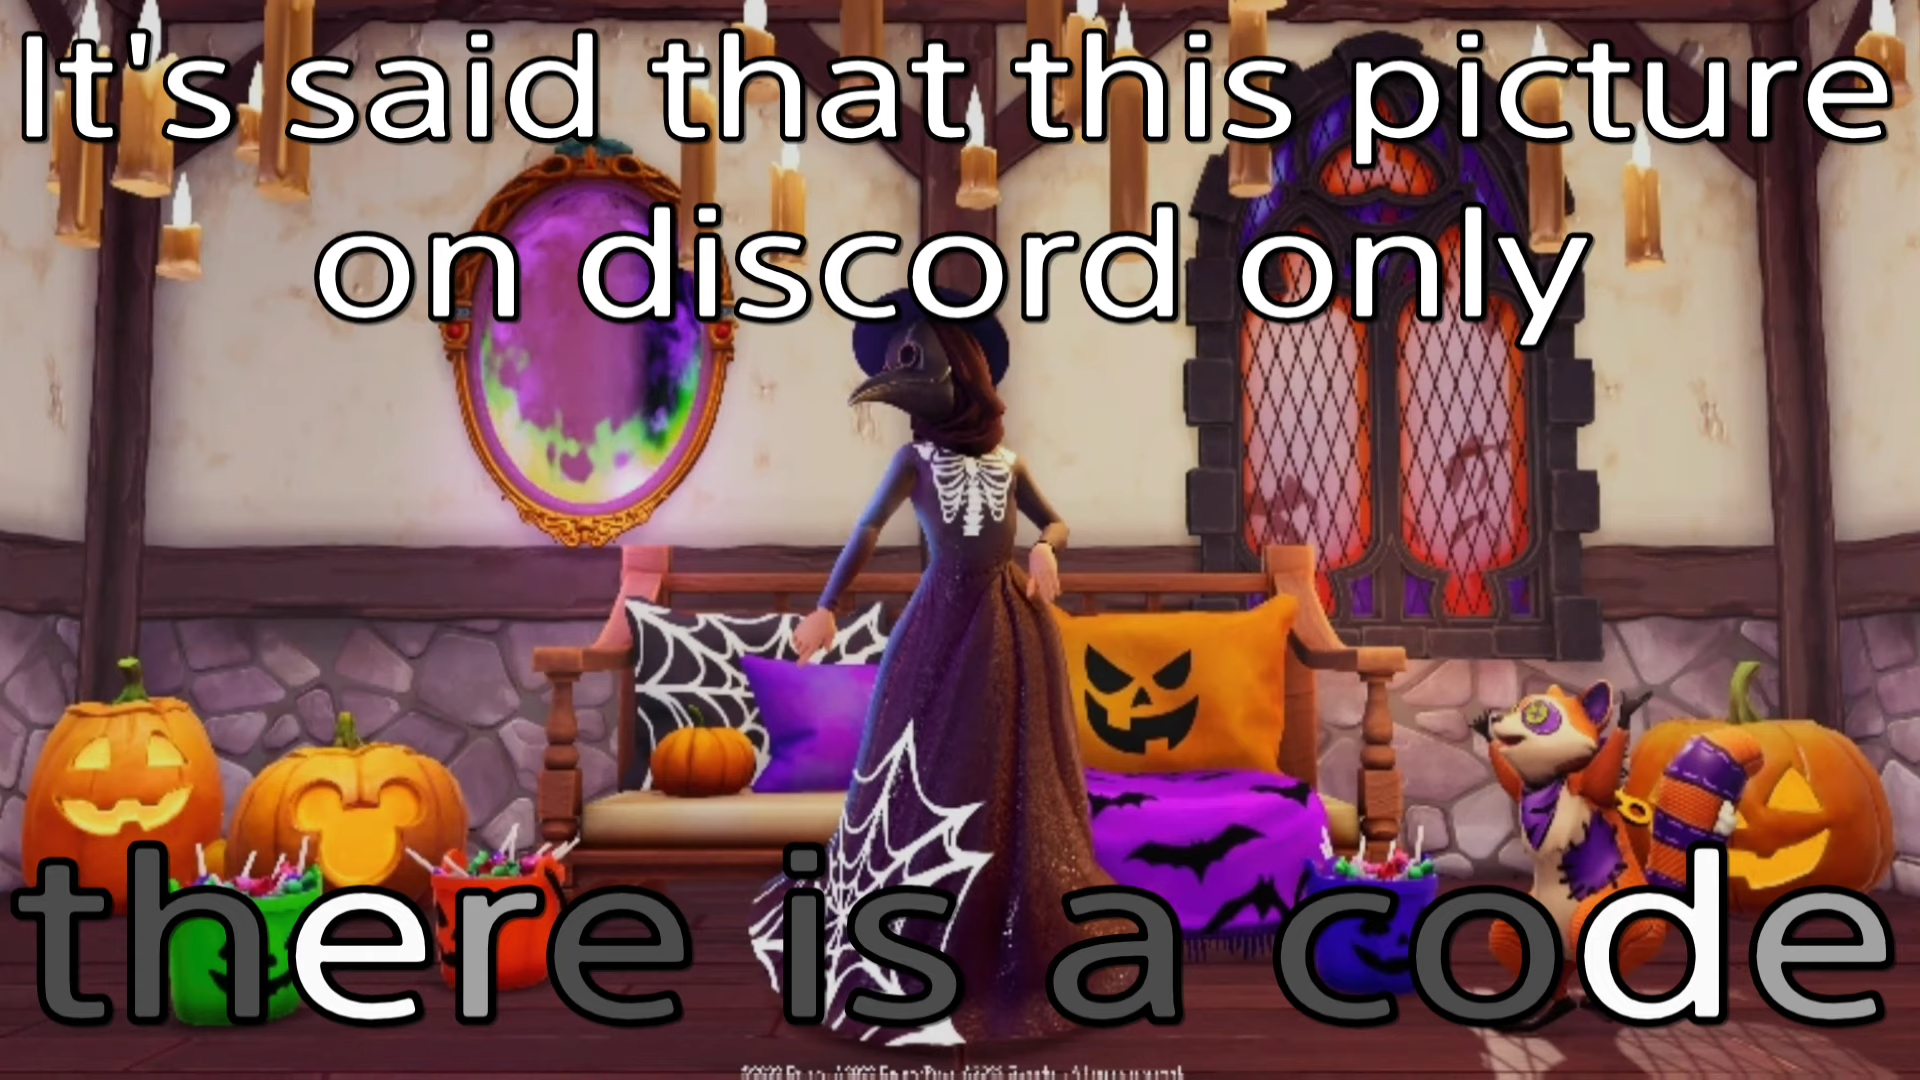 It's said that this picture
on discord only
there is a code